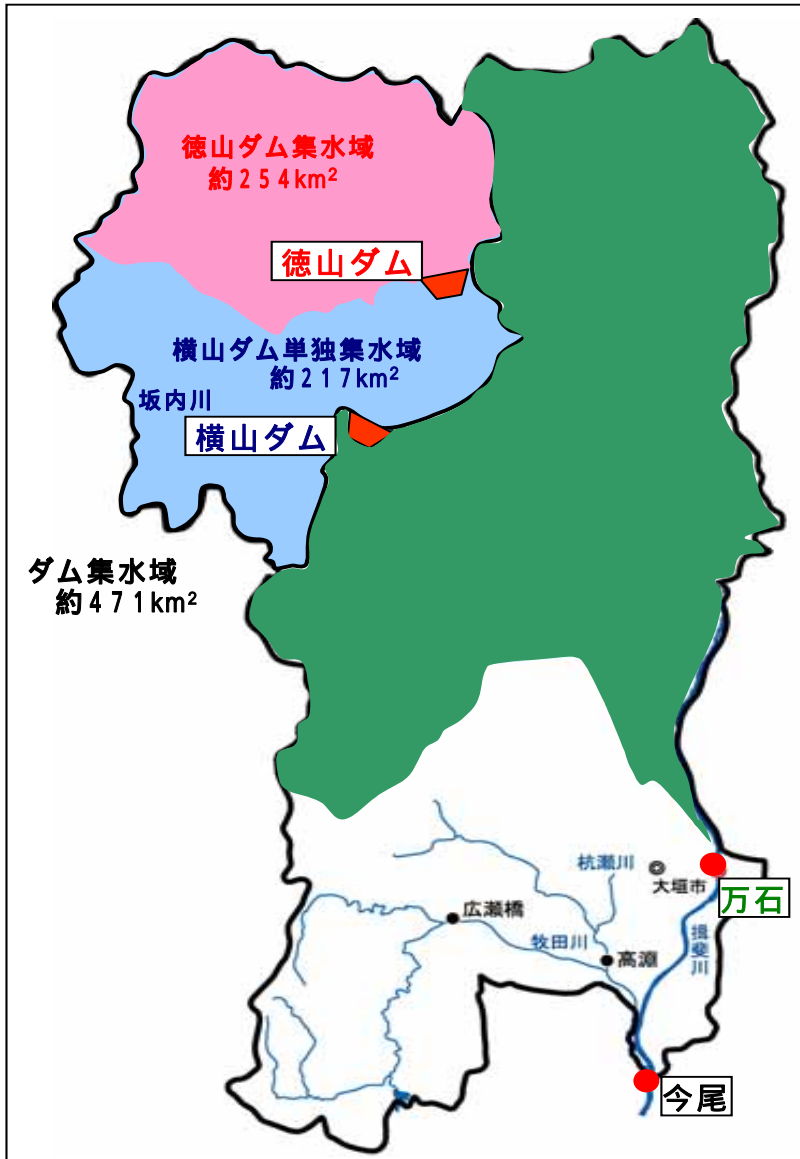 徳山ダム集水域
約254km²
徳山ダム
横山ダム単独集水域
約217km²
坂内川
横山ダム
ダム集水域
約471km²
杭瀬川
大垣市
万石
広瀬橋
牧田川
高淵
揖斐川
今尾